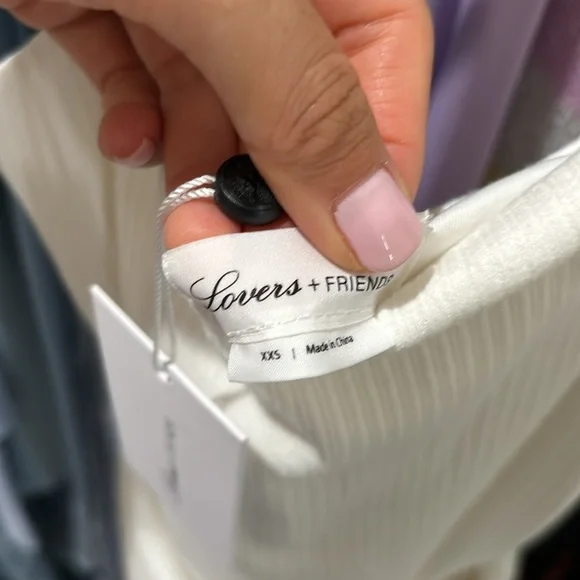 Lovers + FRIENDS
XXS | Made in China